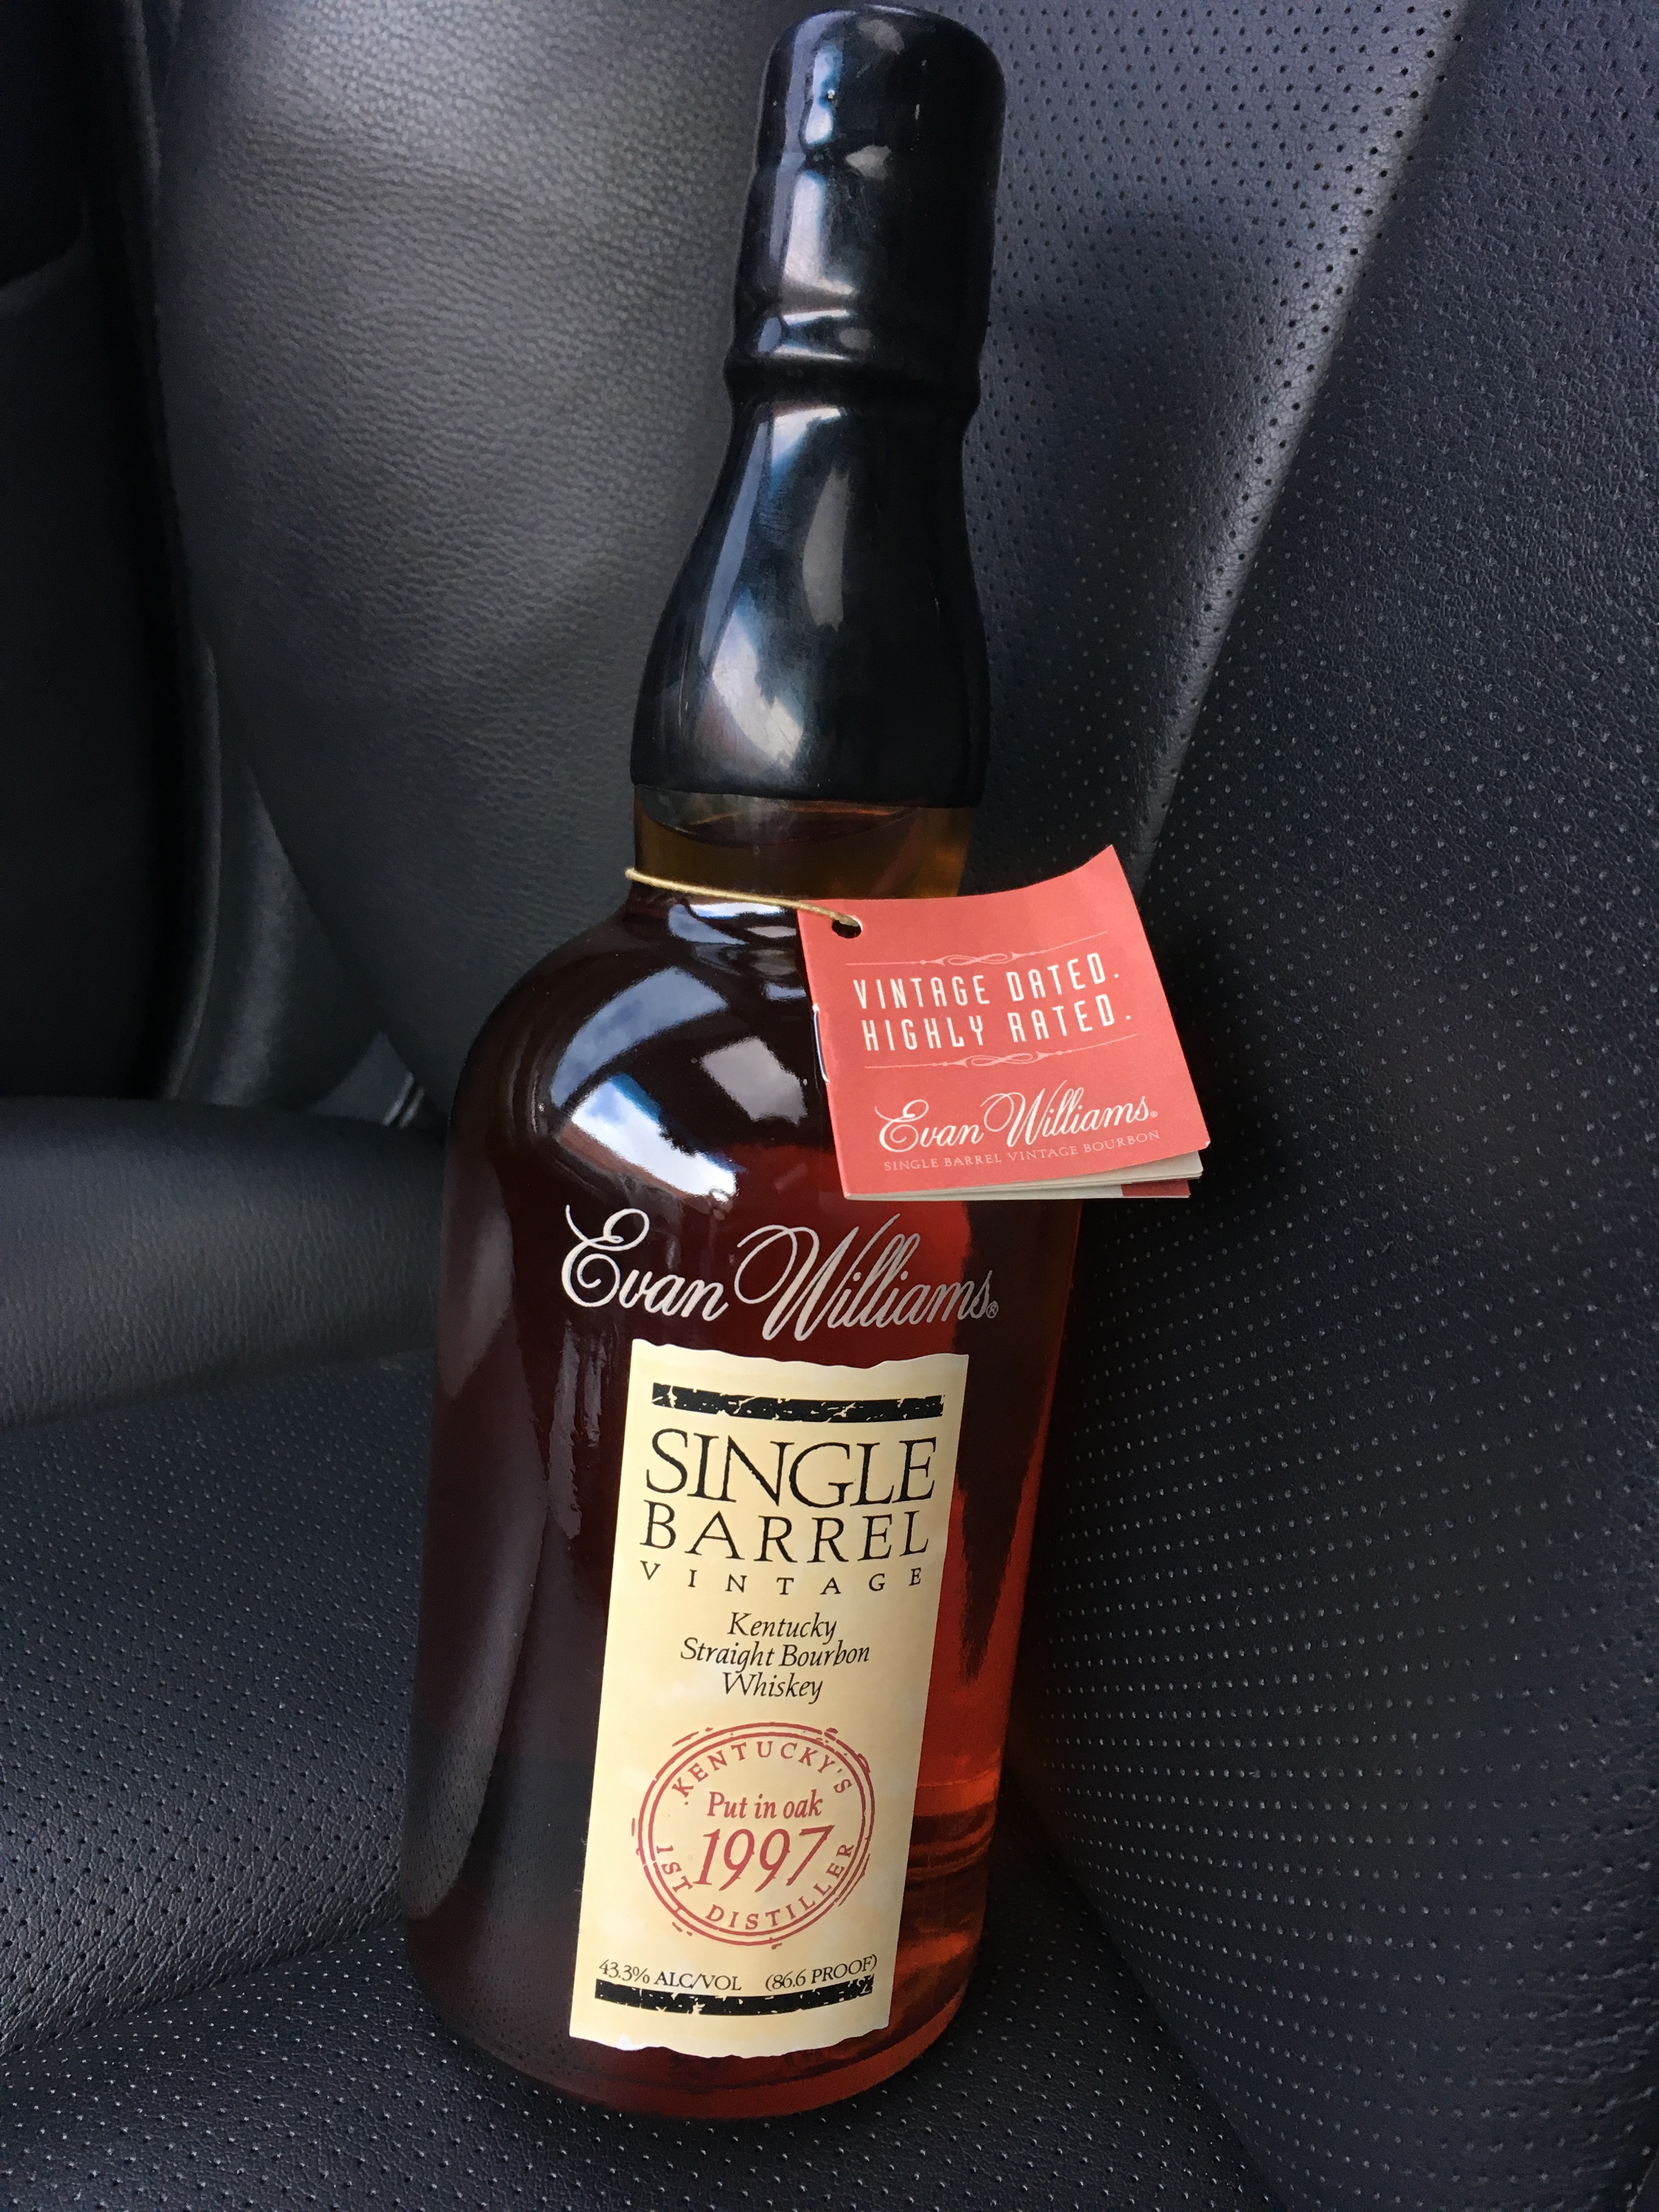 VINTAGE DATED.
HIGHLY RATED.
Evan Williams®
SINGLE BARREL VINTAGE BOURBON
Evan Williams®
SINGLE
BARREL
VINTAGE
Kentucky
Straight Bourbon
Whiskey
·KENTUCKY'S
Put in oak
1997
1ST DISTILLER
43.3% ALC/VOL (86.6 PROOF)